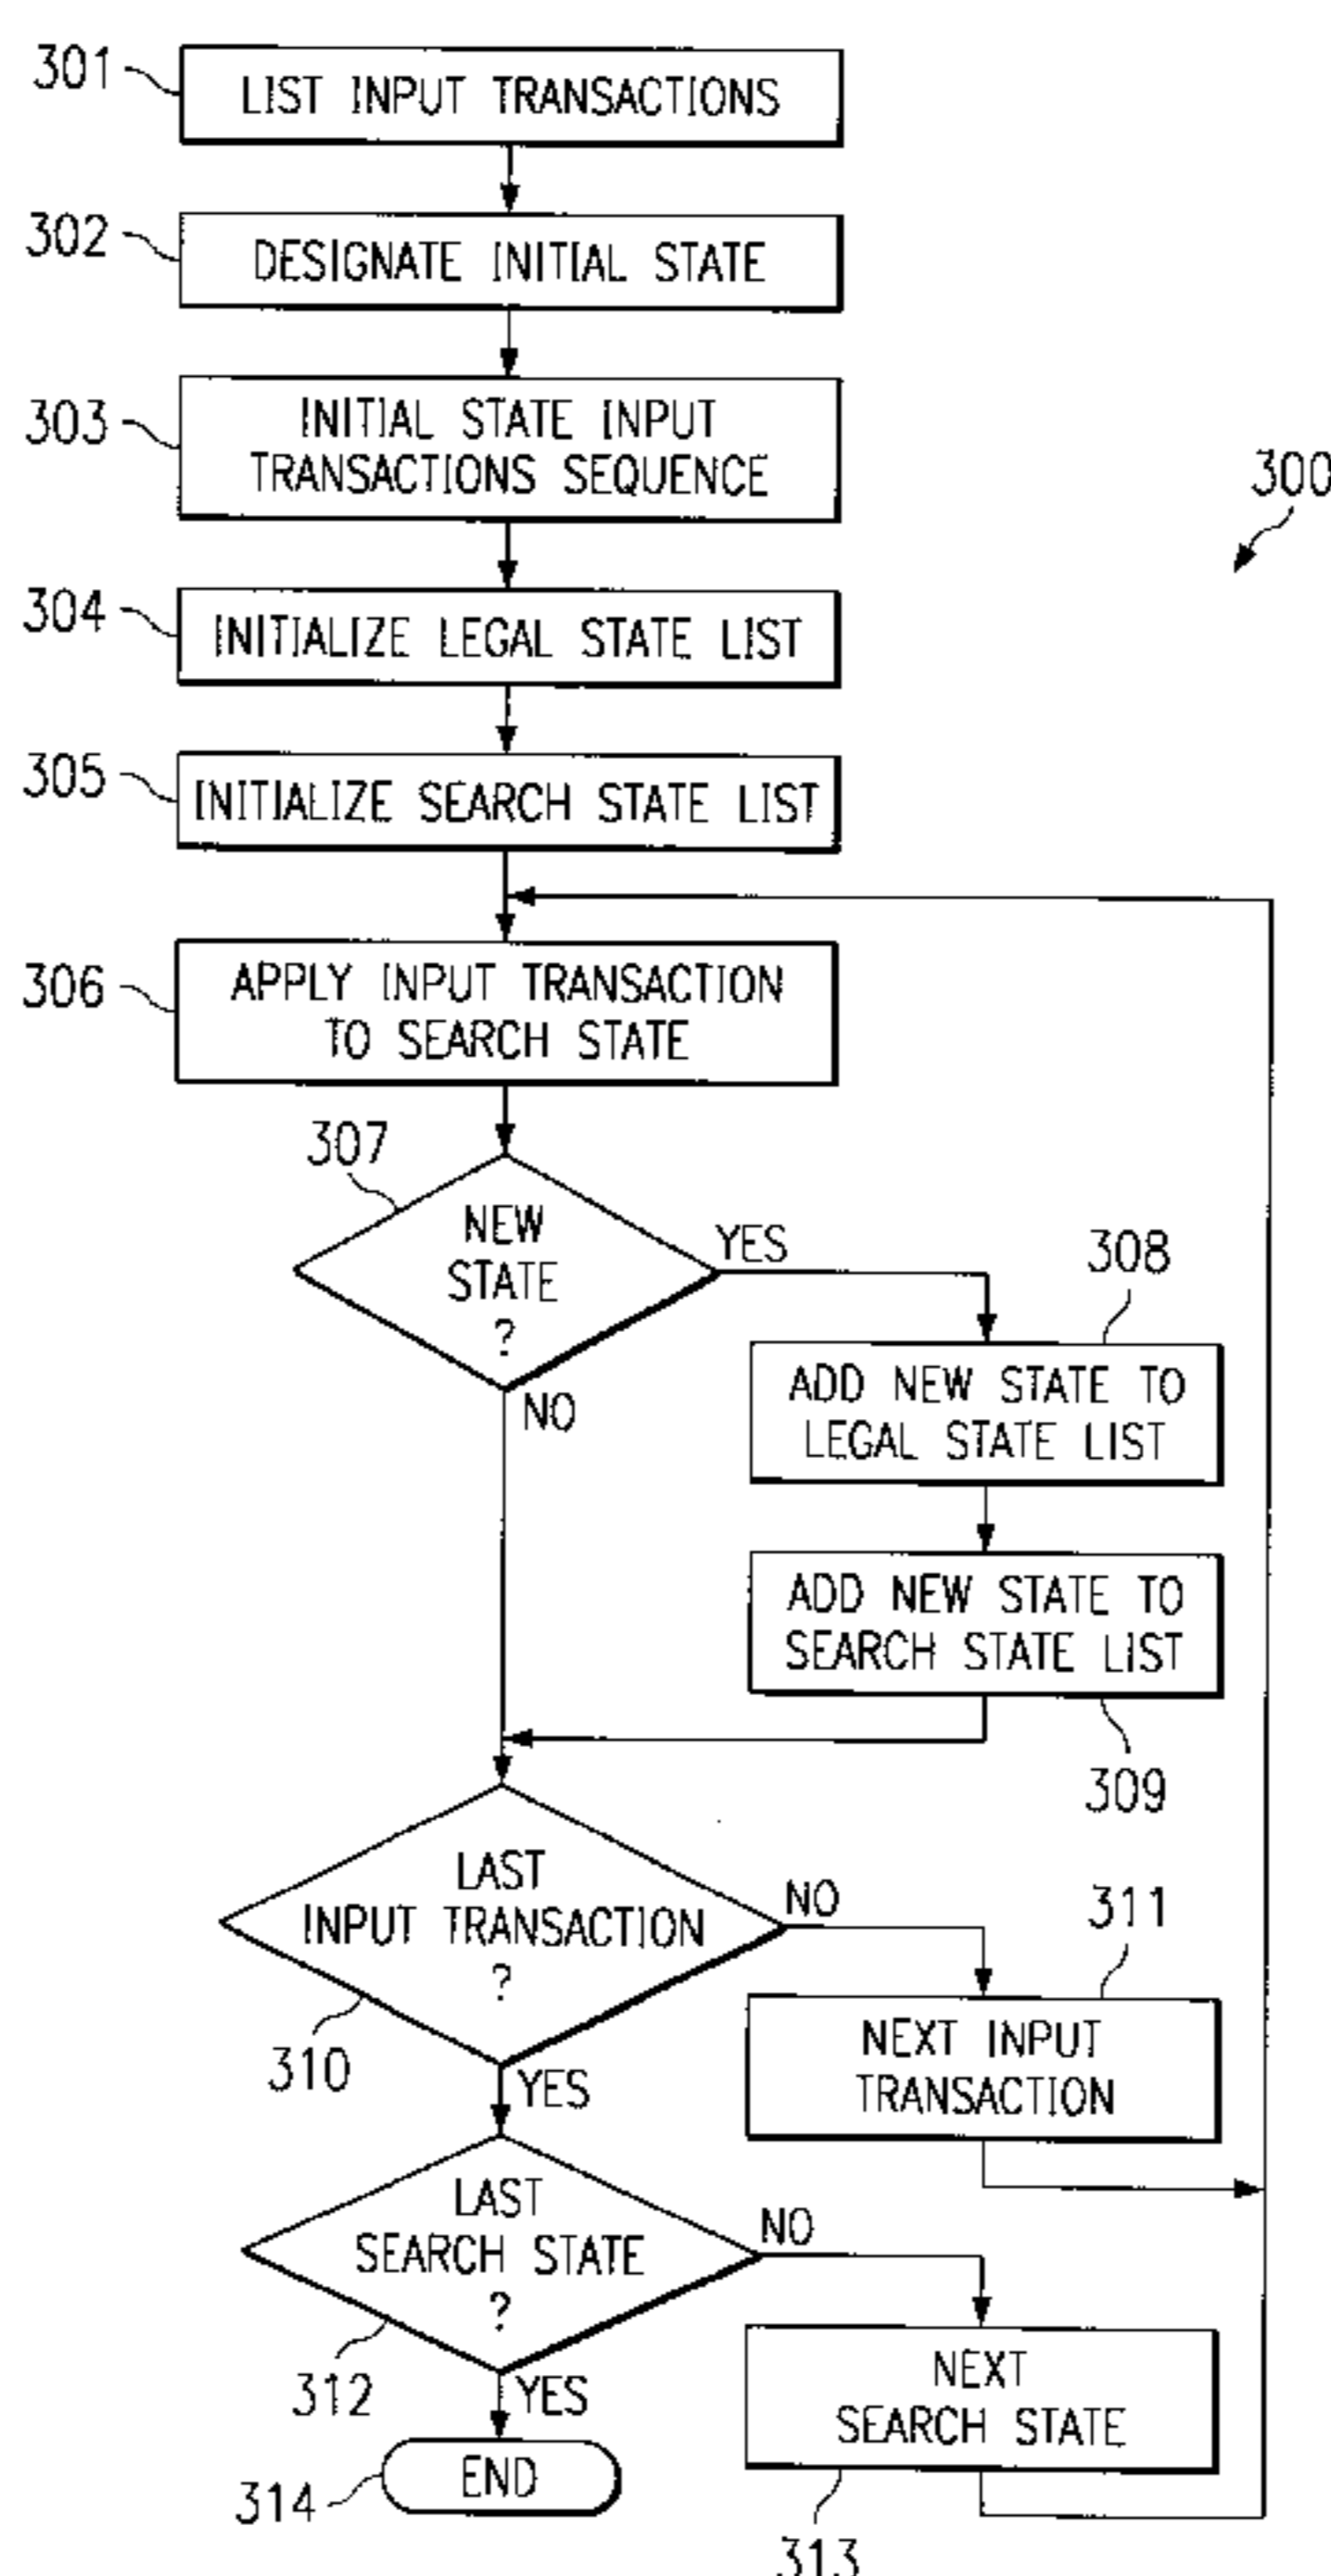 301
LIST INPUT TRANSACTIONS
302
DESIGNATE INITIAL STATE
303
INITIAL STATE INPUT
TRANSACTIONS SEQUENCE
300
304
INITIALIZE LEGAL STATE LIST
305
INITIALIZE SEARCH STATE LIST
306
APPLY INPUT TRANSACTION
TO SEARCH STATE
307
NEW
STATE
?
YES
NO
308
ADD NEW STATE TO
LEGAL STATE LIST
ADD NEW STATE TO
SEARCH STATE LIST
309
LAST
INPUT TRANSACTION
?
310
NO
YES
311
NEXT INPUT
TRANSACTION
LAST
SEARCH STATE
?
312
NO
YES
NEXT
SEARCH STATE
313
314
END